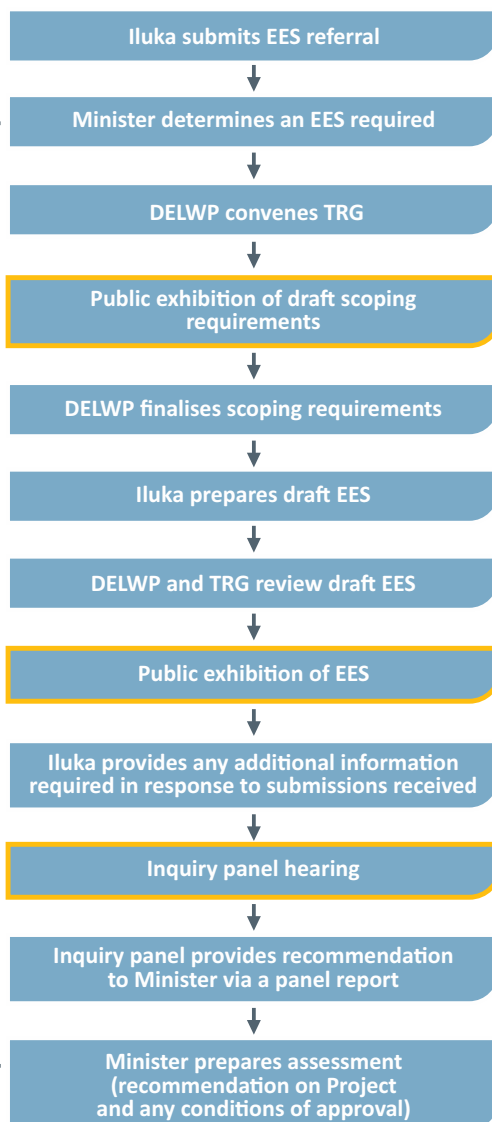 Iluka submits EES referral
Minister determines an EES required
DELWP convenes TRG
Public exhibition of draft scoping
requirements
DELWP finalises scoping requirements
Iluka prepares draft EES
DELWP and TRG review draft EES
Public exhibition of EES
Iluka provides any additional information
required in response to submissions received
Inquiry panel hearing
Inquiry panel provides recommendation
to Minister via a panel report
Minister prepares assessment
(recommendation on Project
and any conditions of approval)